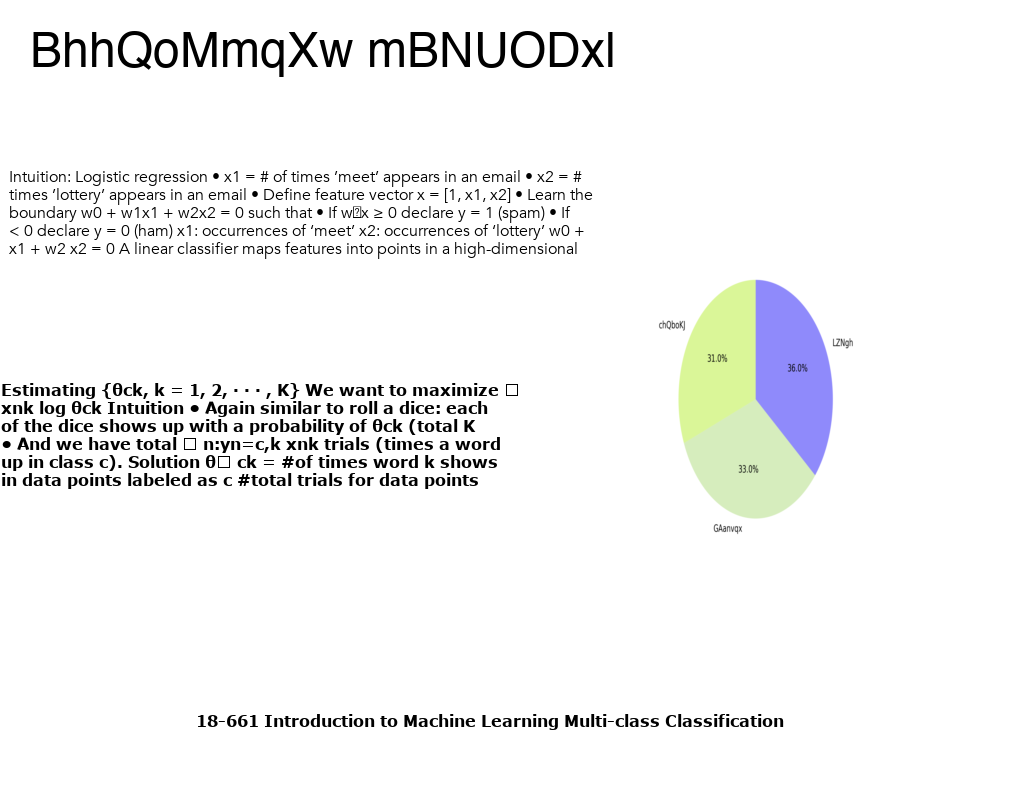 BhhQoMmqXw mBNUODxl
Intuition: Logistic regression • x1 = # of times ‘meet’ appears in an email • x2 = #
times ‘lottery’ appears in an email • Define feature vector x = [1, x1, x2] • Learn the
boundary w0 + w1x1 + w2x2 = 0 such that • If w⍰x ≥ 0 declare y = 1 (spam) • If
< 0 declare y = 0 (ham) x1: occurrences of ‘meet’ x2: occurrences of ‘lottery’ w0 +
x1 + w2 x2 = 0 A linear classifier maps features into points in a high-dimensional
chQboKJ
31.0%
LZNgh
36.0%
33.0%
GAanvqx
Estimating {θck, k = 1, 2, · · · , K} We want to maximize □
xnk log θck Intuition • Again similar to roll a dice: each
of the dice shows up with a probability of θck (total K
• And we have total □ n:yn=c,k xnk trials (times a word
up in class c). Solution θ□ ck = #of times word k shows
in data points labeled as c #total trials for data points
18-661 Introduction to Machine Learning Multi-class Classification